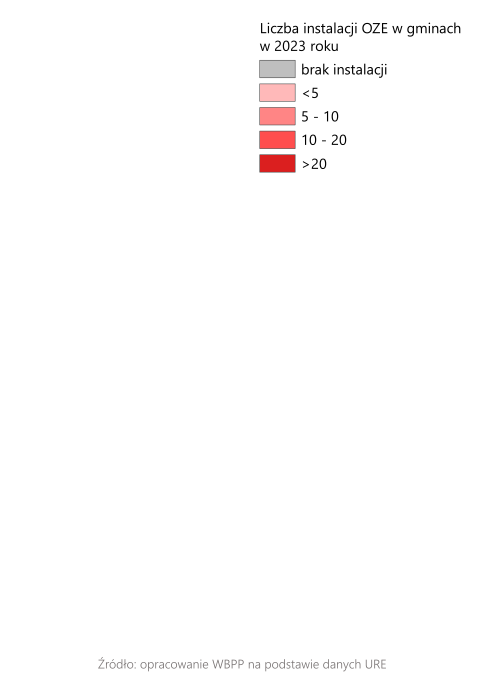 Liczba instalacji OZE w gminach
w 2023 roku
brak instalacji
<5
5 - 10
10 - 20
>20
Źródło: opracowanie WBPP na podstawie danych URE